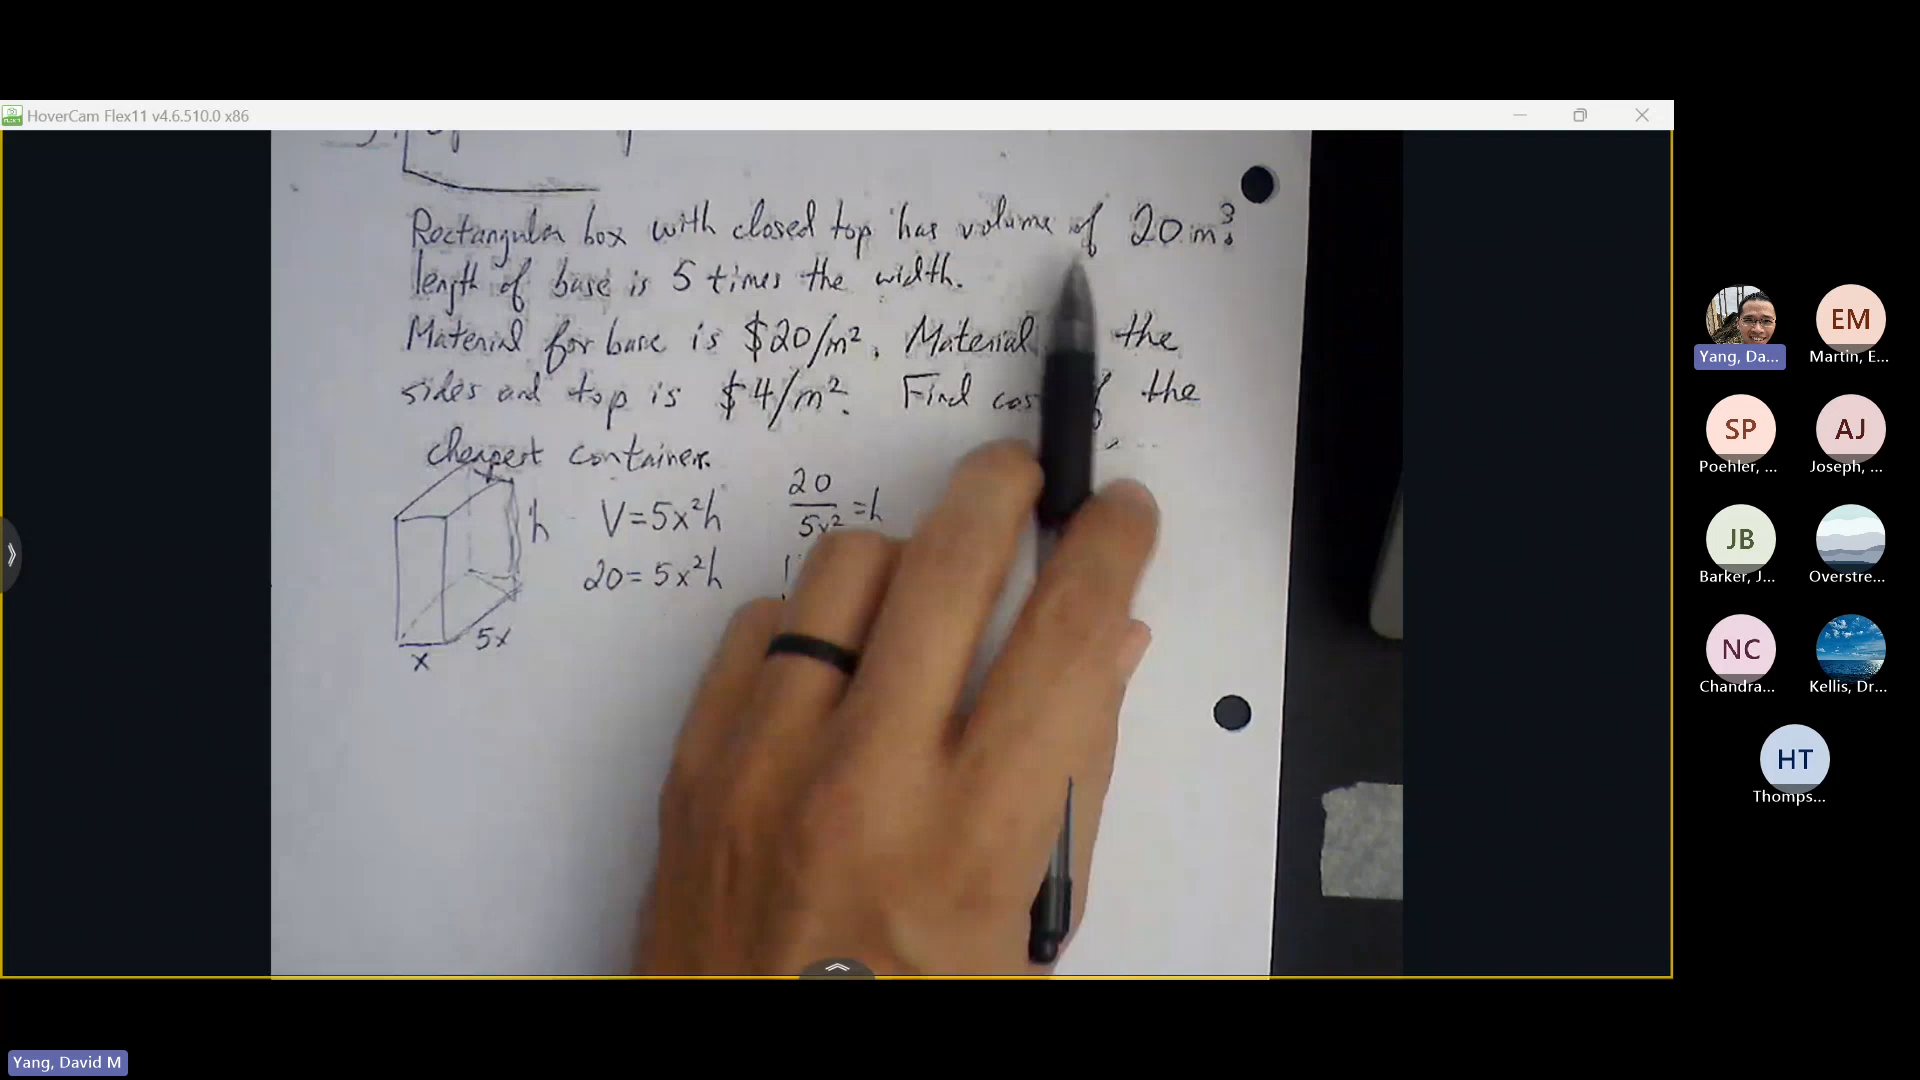 HoverCam Flex11 v4.6.510.0 x86
Rectangular box with closed top has volume of 20 m³.
length of base is 5 times the width.
Material for base is $20/m². Material the
sides and top is $4/m². Find cos the
cheapest container.
h
V=5x²h
20
5x²
=h
20=5x²h
5x
x
Yang, Da...
EM
Martin, E...
SP
Poehler, ...
AJ
Joseph, ...
JB
Barker, J...
Overstre...
NC
Chandra...
Kellis, Dr...
HT
Thomps...
Yang, David M